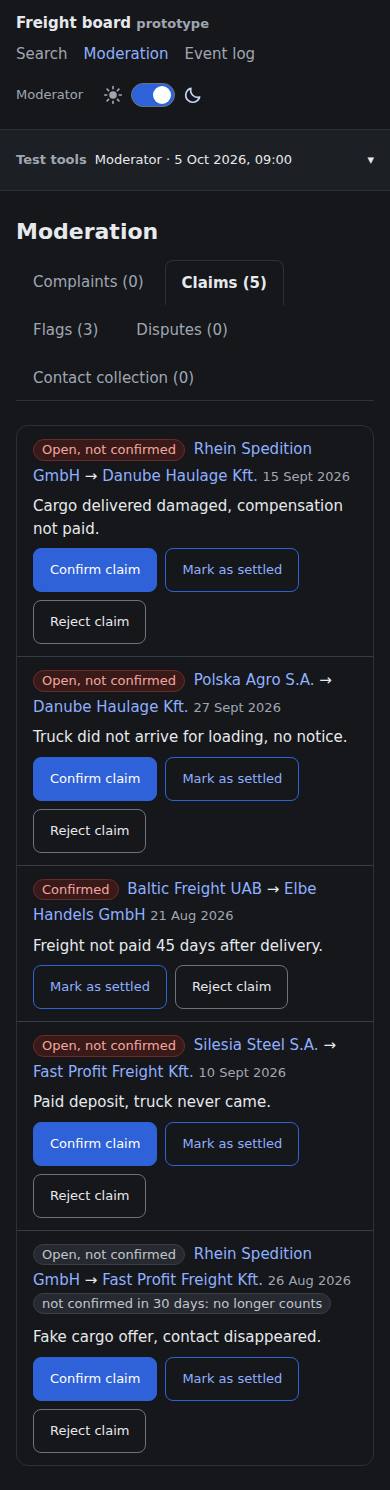 Freight board prototype
Search Moderation Event log
Moderator
Test tools Moderator · 5 Oct 2026, 09:00 ▾
Moderation
Complaints (0) Claims (5)
Flags (3) Disputes (0)
Contact collection (0)
Open, not confirmed Rhein Spedition
GmbH → Danube Haulage Kft. 15 Sept 2026
Cargo delivered damaged, compensation
not paid.
Confirm claim Mark as settled
Reject claim
Open, not confirmed Polska Agro S.A. →
Danube Haulage Kft. 27 Sept 2026
Truck did not arrive for loading, no notice.
Confirm claim Mark as settled
Reject claim
Confirmed Baltic Freight UAB → Elbe
Handels GmbH 21 Aug 2026
Freight not paid 45 days after delivery.
Mark as settled Reject claim
Open, not confirmed Silesia Steel S.A. →
Fast Profit Freight Kft. 10 Sept 2026
Paid deposit, truck never came.
Confirm claim Mark as settled
Reject claim
Open, not confirmed Rhein Spedition
GmbH → Fast Profit Freight Kft. 26 Aug 2026
not confirmed in 30 days: no longer counts
Fake cargo offer, contact disappeared.
Confirm claim Mark as settled
Reject claim